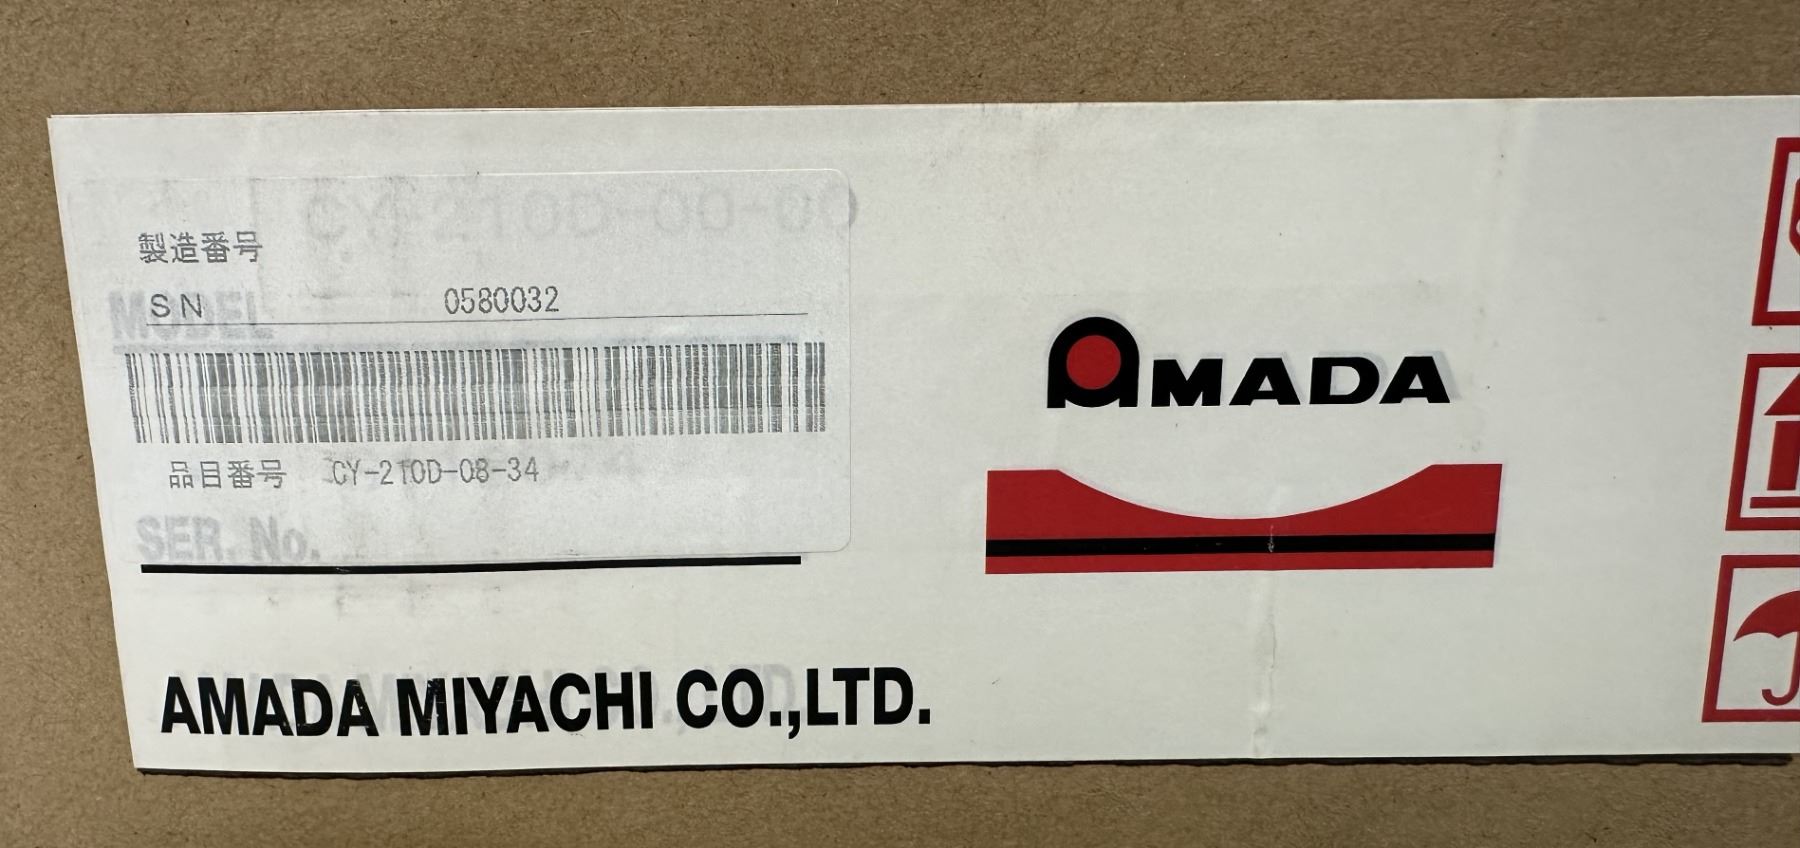 CY-210D-00-00
製造番号
MODEL
SN 0580032
品目番号 CY-210D-08-34
SER. No.
AMADA MIYACHI CO.,LTD.
AMADA